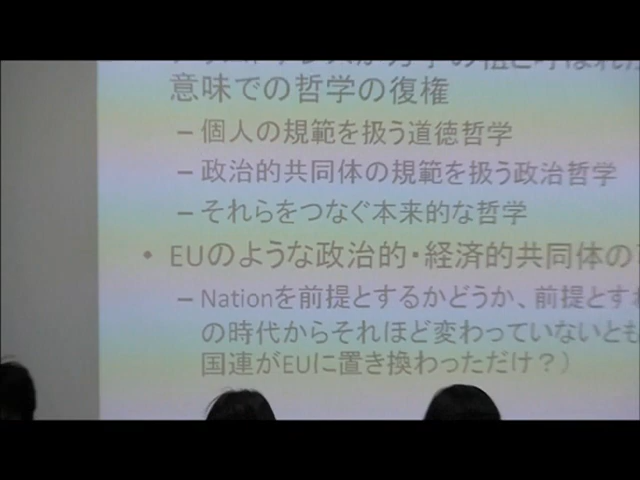 意味での哲学の復権
– 個人の規範を扱う道徳哲学
– 政治的共同体の規範を扱う政治哲学
– それらをつなぐ本来的な哲学
• EUのような政治的・経済的共同体の
– Nationを前提とするかどうか、前提とす
の時代からそれほど変わっていないとも
国連がEUに置き換わっただけ？）